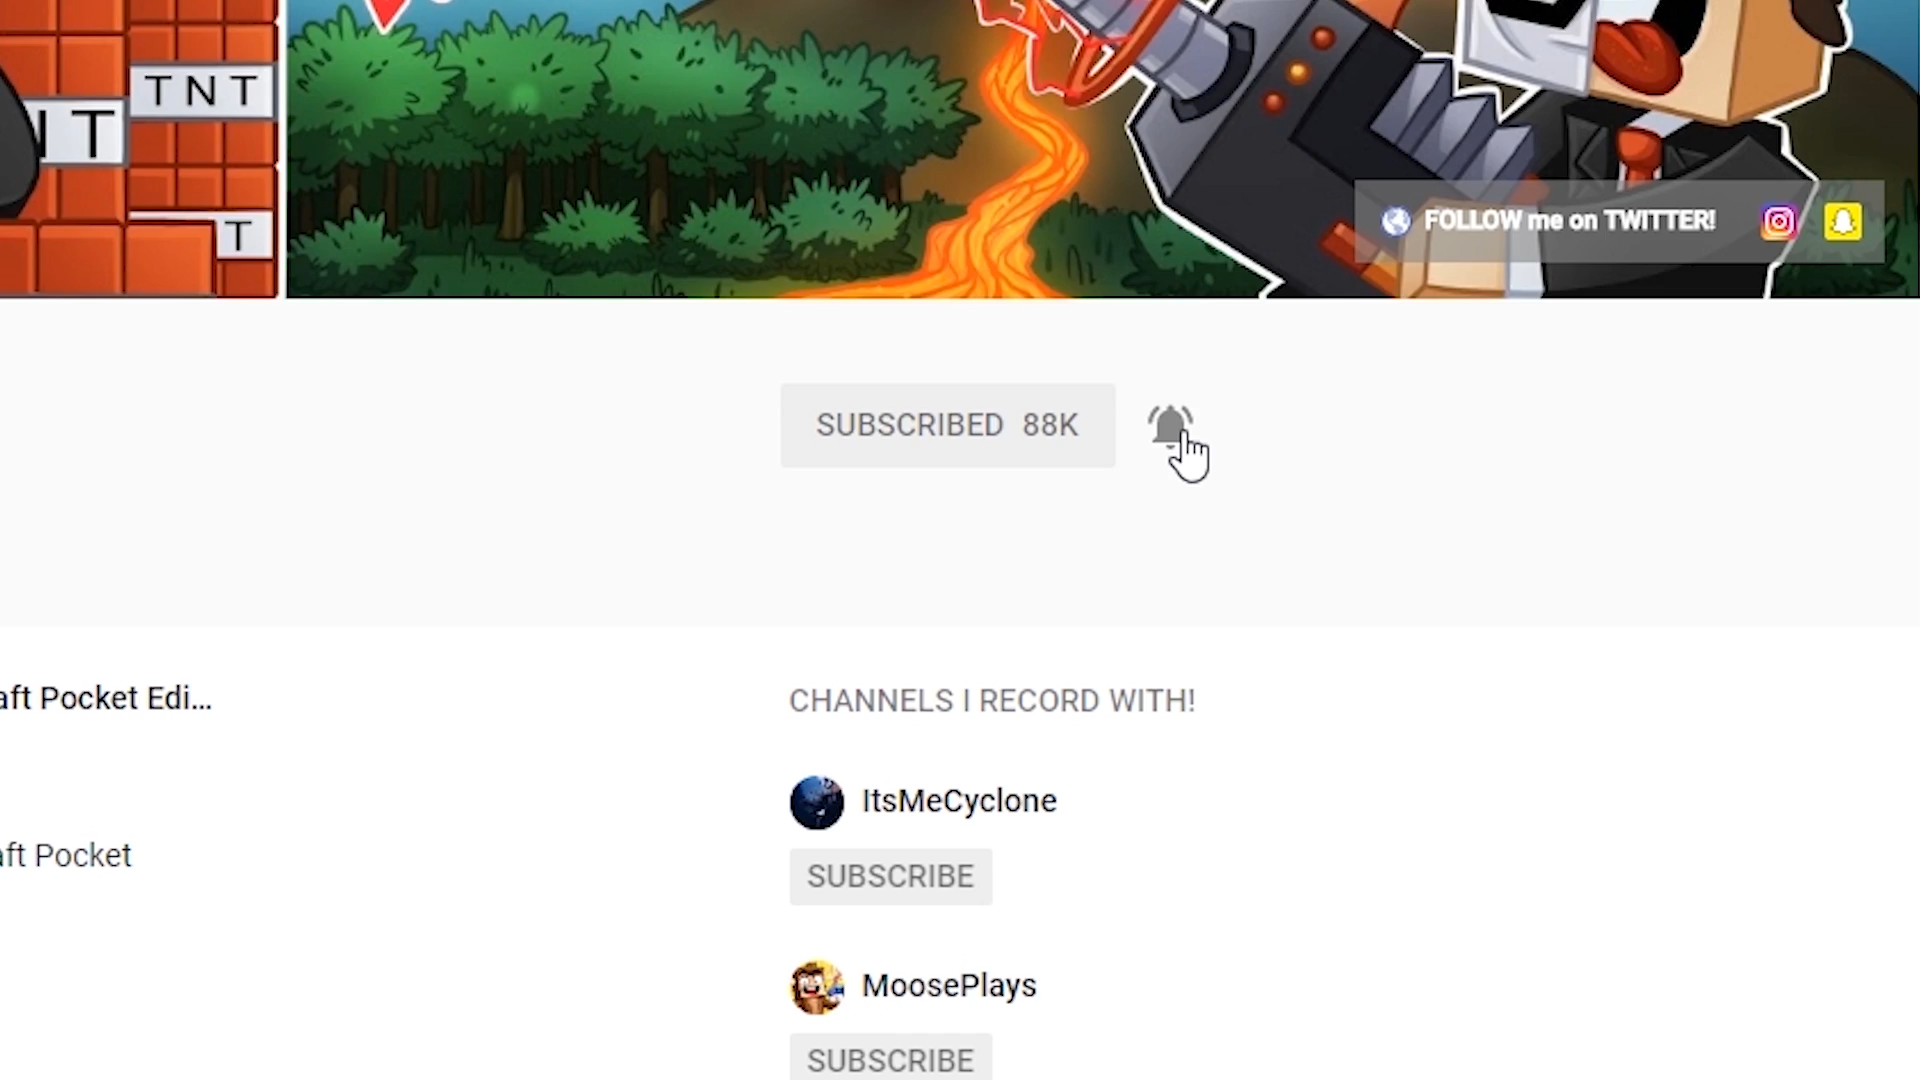 TNT
IT
T
FOLLOW me on TWITTER!
SUBSCRIBED 88K
aft Pocket Edi...
CHANNELS I RECORD WITH!
ItsMeCyclone
aft Pocket
SUBSCRIBE
MoosePlays
SUBSCRIBE